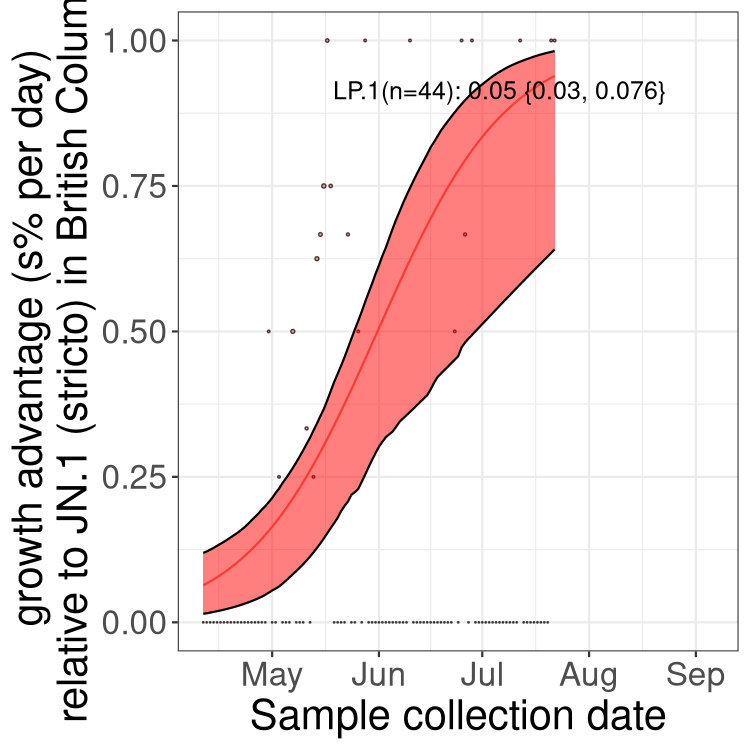 growth advantage (s% per day)
relative to JN.1 (stricto) in British Colum
1.00
0.75
0.50
0.25
0.00
LP.1(n=44): 0.05 {0.03, 0.076}
May Jun Jul Aug Sep
Sample collection date